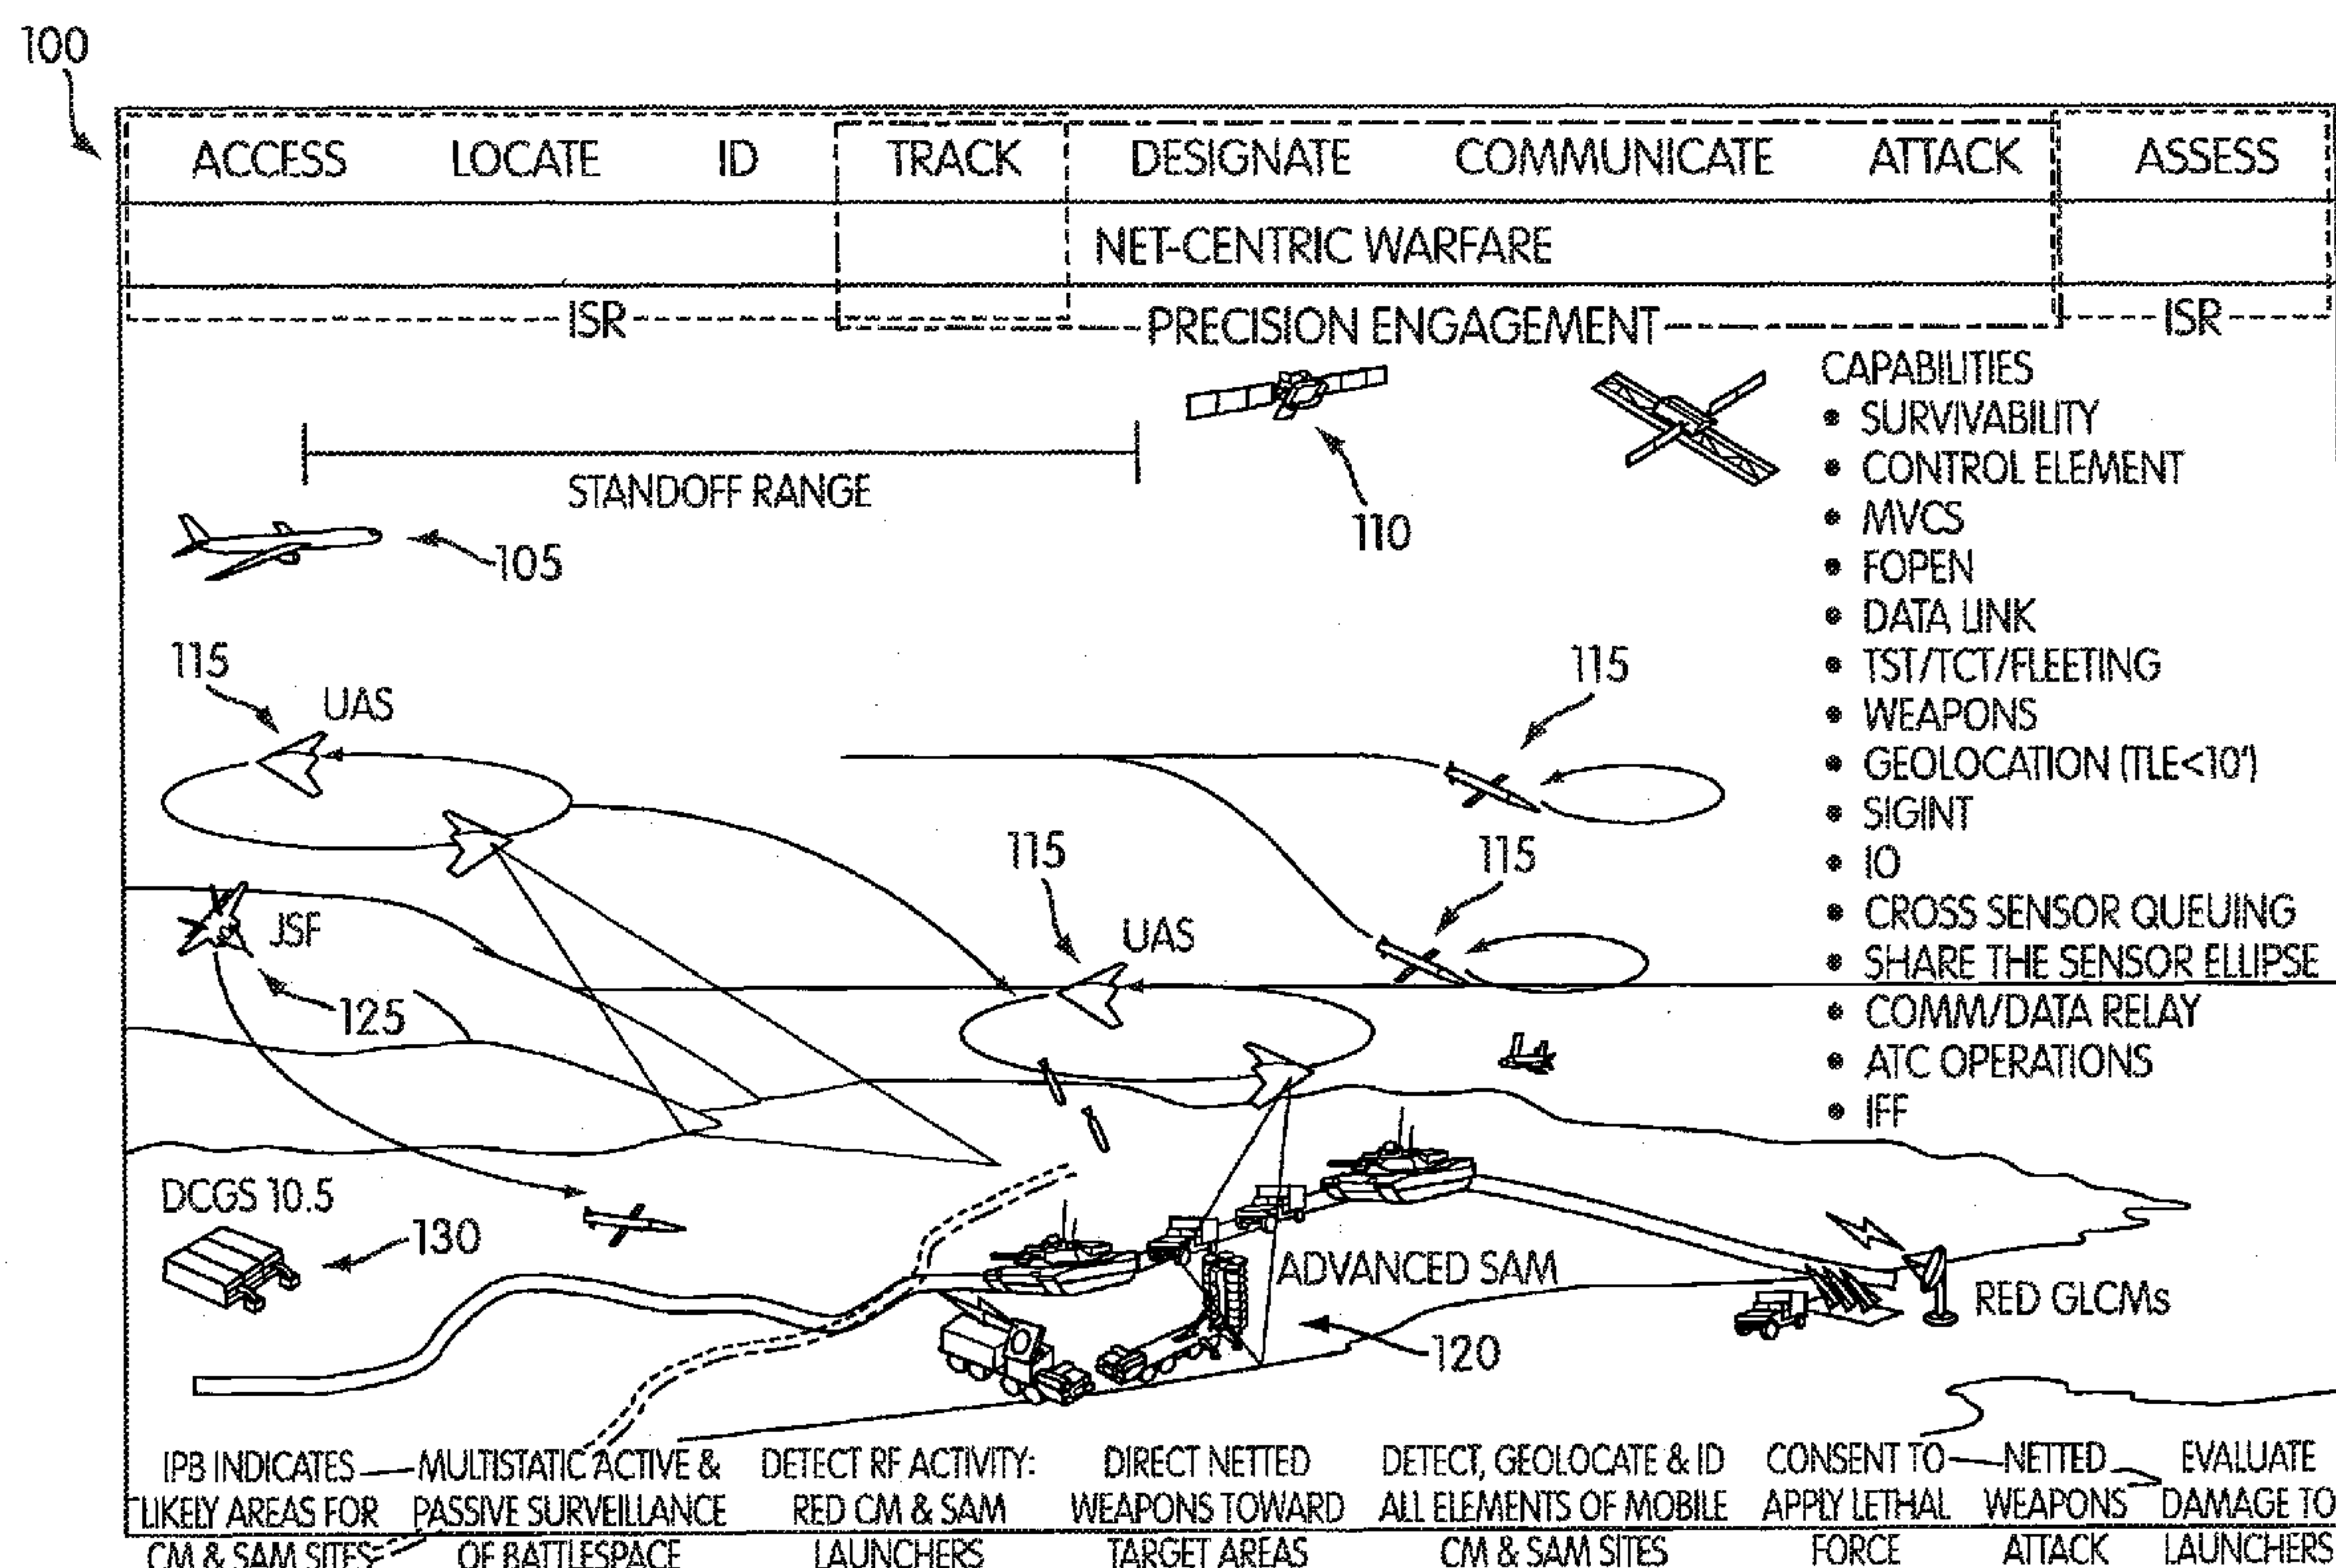 100
ACCESS LOCATE ID TRACK DESIGNATE COMMUNICATE ATTACK ASSESS
NET-CENTRIC WARFARE
ISR PRECISION ENGAGEMENT ISR
CAPABILITIES
• SURVIVABILITY
• CONTROL ELEMENT
• MVCS
• FOPEN
• DATA LINK
• TST/TCT/FLEETING
• WEAPONS
• GEOLOCATION (TLE<10')
• SIGINT
• IO
• CROSS SENSOR QUEUING
• SHARE THE SENSOR ELLIPSE
• COMM/DATA RELAY
• ATC OPERATIONS
• IFF
STANDOFF RANGE
110
105
115
UAS
115
115
UAS
115
JSF
125
DCGS 10.5
130
ADVANCED SAM
120
RED GLCMs
IPB INDICATES
LIKELY AREAS FOR
CM & SAM SITES
MULTISTATIC ACTIVE &
PASSIVE SURVEILLANCE
OF BATTLESPACE
DETECT RF ACTIVITY:
RED CM & SAM
LAUNCHERS
DIRECT NETTED
WEAPONS TOWARD
TARGET AREAS
DETECT, GEOLOCATE & ID
ALL ELEMENTS OF MOBILE
CM & SAM SITES
CONSENT TO
APPLY LETHAL
FORCE
NETTED
WEAPONS
ATTACK
EVALUATE
DAMAGE TO
LAUNCHERS